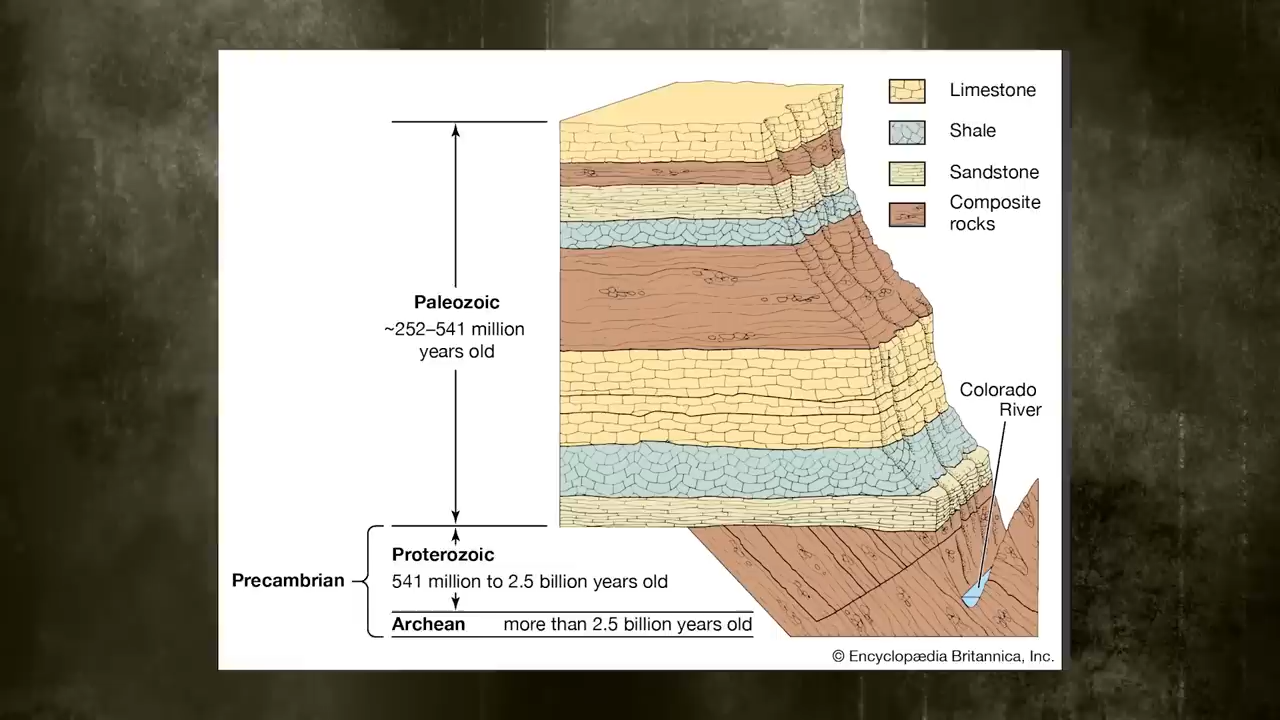 Limestone
Shale
Sandstone
Composite
rocks
Paleozoic
~252–541 million
years old
Colorado
River
Precambrian
Proterozoic
541 million to 2.5 billion years old
Archean more than 2.5 billion years old
© Encyclopædia Britannica, Inc.